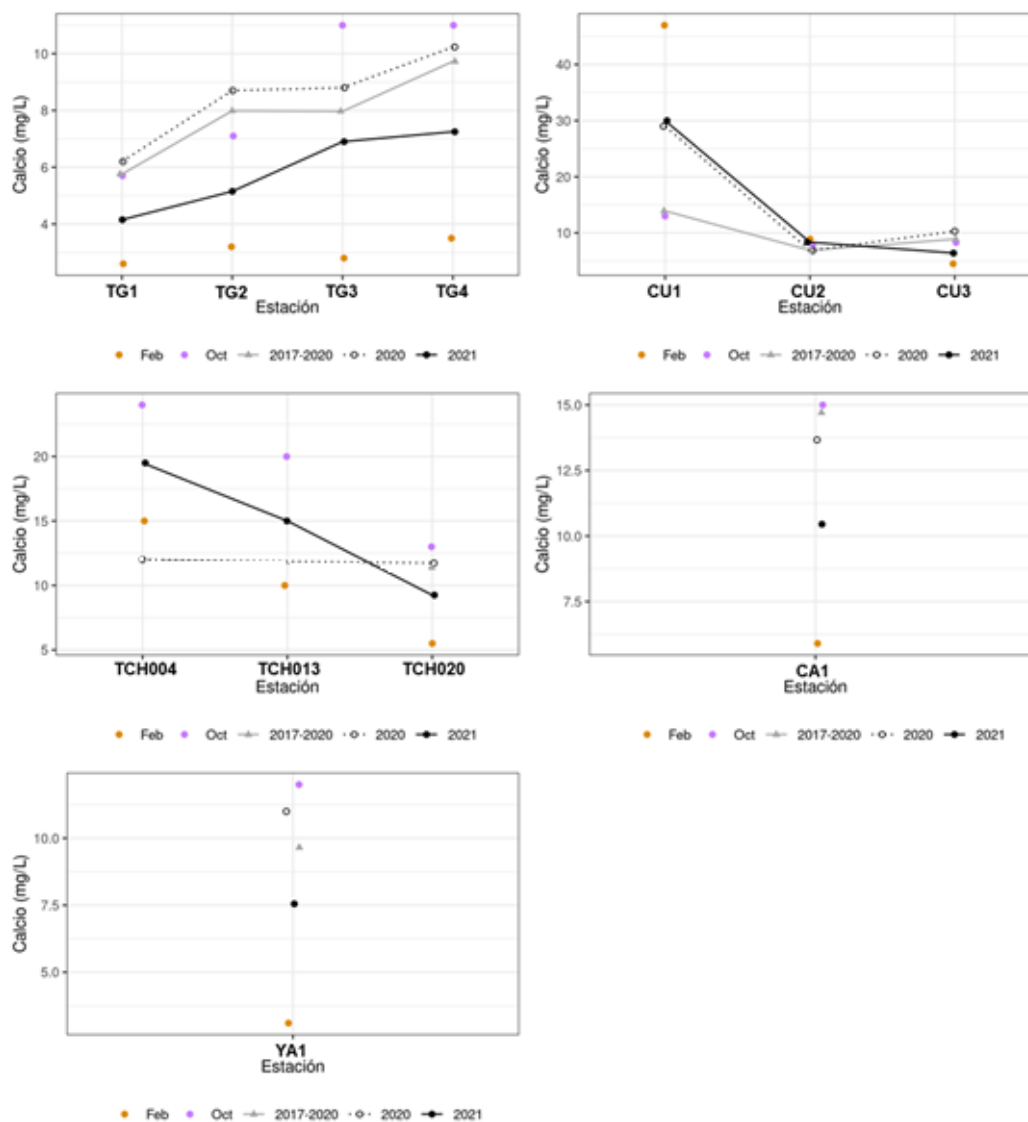 Calcio (mg/L)
10
8
6
4
TG1 TG2 TG3 TG4
Estación
Feb Oct 2017-2020 2020 2021
Calcio (mg/L)
40
30
20
10
CU1 CU2 CU3
Estación
Feb Oct 2017-2020 2020 2021
Calcio (mg/L)
20
15
10
5
TCH004 TCH013 TCH020
Estación
Feb Oct 2017-2020 2020 2021
Calcio (mg/L)
15.0
12.5
10.0
7.5
CA1
Estación
Feb Oct 2017-2020 2020 2021
Calcio (mg/L)
10.0
7.5
5.0
YA1
Estación
Feb Oct 2017-2020 2020 2021